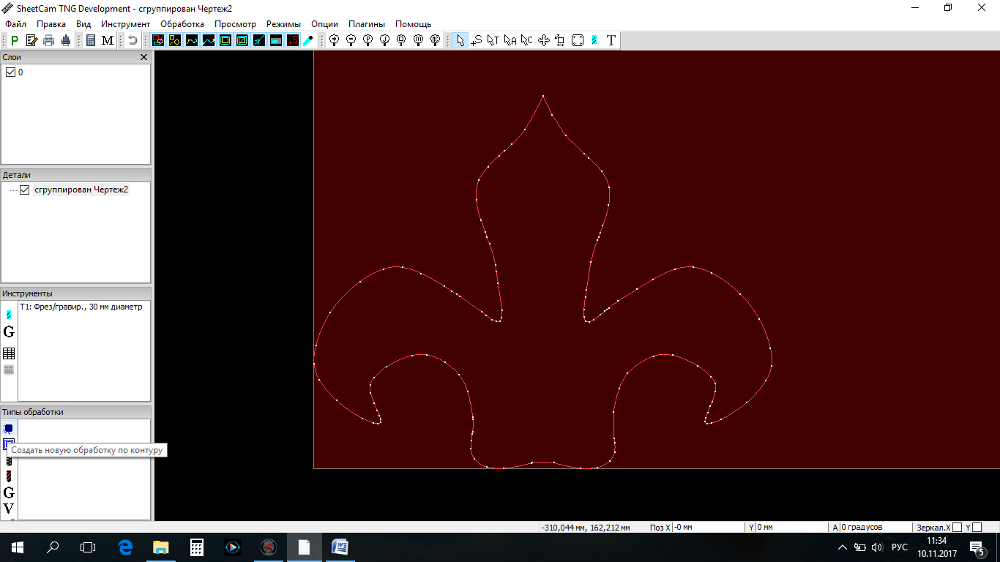 SheetCam TNG Development - сгруппирован Чертеж2
Файл Правка Вид Инструмент Обработка Просмотр Режимы Опции Плагины Помощь
P M S P J S T A C T
Слои
0
Детали
сгруппирован Чертеж2
Инструменты
T1: Фрез/гравир., 30 мм диаметр
G
Типы обработки
Создать новую обработку по контуру
G
V
-310,044 мм, 162,212 мм Поз X -0 мм Y 0 мм A 0 градусов Зеркал.X Y
РУС 11:34
10.11.2017 5